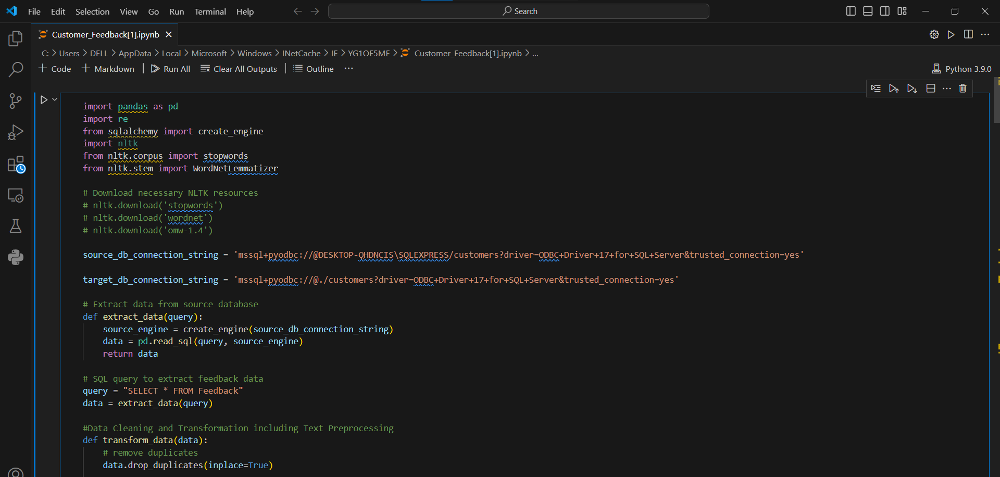 File Edit Selection View Go Run Terminal Help Search
Customer_Feedback[1].ipynb
C: > Users > DELL > AppData > Local > Microsoft > Windows > INetCache > IE > YG1OE5MF > Customer_Feedback[1].ipynb > ...
+ Code + Markdown Run All Clear All Outputs Outline ... Python 3.9.0
import pandas as pd
import re
from sqlalchemy import create_engine
import nltk
from nltk.corpus import stopwords
from nltk.stem import WordNetLemmatizer
# Download necessary NLTK resources
# nltk.download('stopwords')
# nltk.download('wordnet')
# nltk.download('omw-1.4')
source_db_connection_string = 'mssql+pyodbc://@DESKTOP-QHDNCIS\SQLEXPRESS/customers?driver=ODBC+Driver+17+for+SQL+Server&trusted_connection=yes'
target_db_connection_string = 'mssql+pyodbc://@./customers?driver=ODBC+Driver+17+for+SQL+Server&trusted_connection=yes'
# Extract data from source database
def extract_data(query):
    source_engine = create_engine(source_db_connection_string)
    data = pd.read_sql(query, source_engine)
    return data
# SQL query to extract feedback data
query = "SELECT * FROM Feedback"
data = extract_data(query)
#Data Cleaning and Transformation including Text Preprocessing
def transform_data(data):
    # remove duplicates
    data.drop_duplicates(inplace=True)